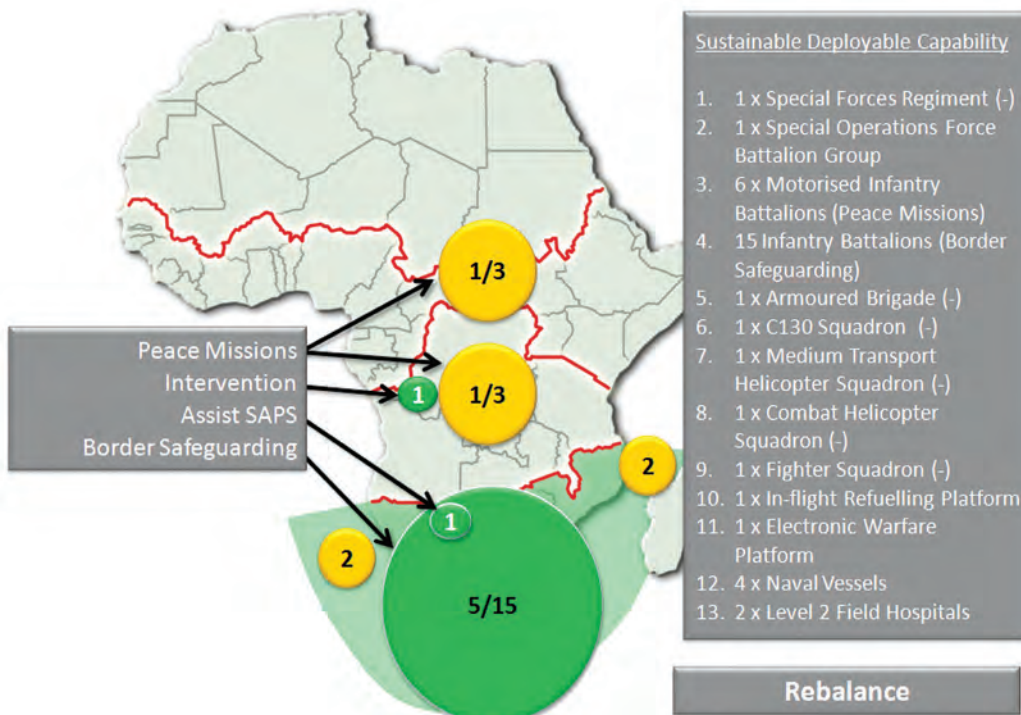 Sustainable Deployable Capability
1. 1 x Special Forces Regiment (-)
2. 1 x Special Operations Force
Battalion Group
3. 6 x Motorised Infantry
Battalions (Peace Missions)
4. 15 Infantry Battalions (Border
Safeguarding)
5. 1 x Armoured Brigade (-)
6. 1 x C130 Squadron (-)
7. 1 x Medium Transport
Helicopter Squadron (-)
8. 1 x Combat Helicopter
Squadron (-)
9. 1 x Fighter Squadron (-)
10. 1 x In-flight Refuelling Platform
11. 1 x Electronic Warfare
Platform
12. 4 x Naval Vessels
13. 2 x Level 2 Field Hospitals
1/3
Peace Missions
Intervention
Assist SAPS
Border Safeguarding
1
1/3
2
1
2
5/15
Rebalance